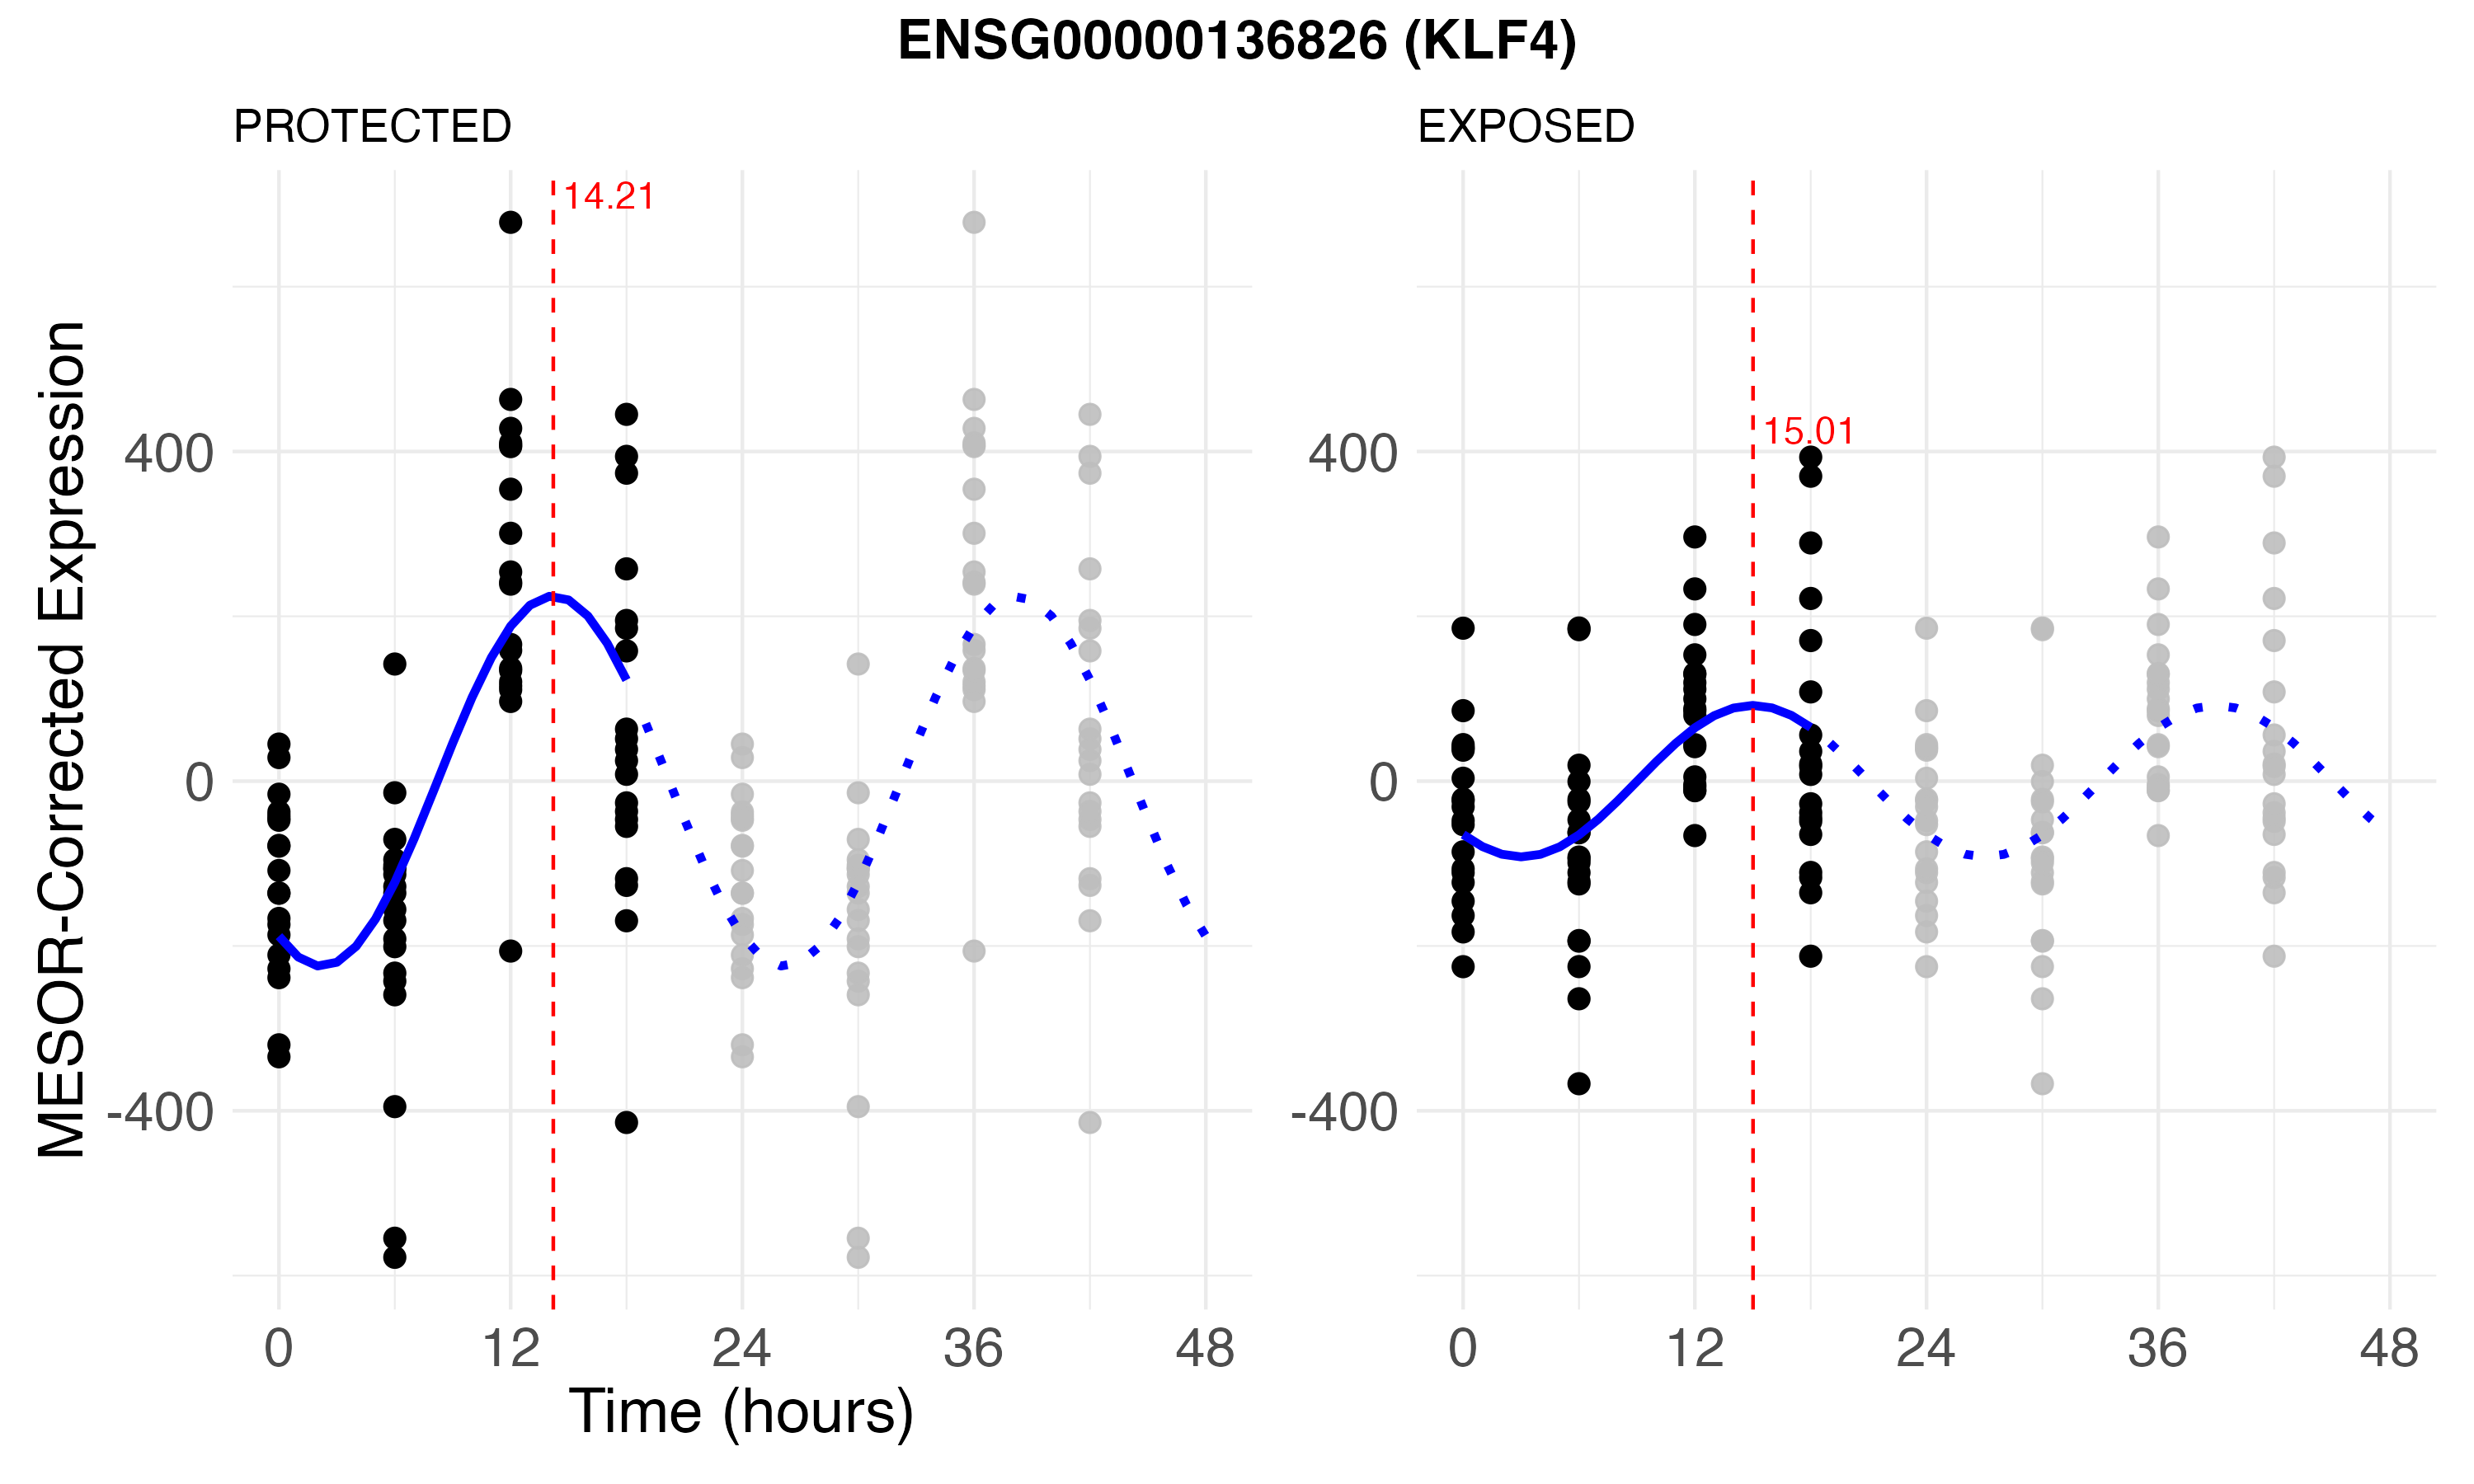 ENSG00000136826 (KLF4)
PROTECTED
EXPOSED
MESOR-Corrected Expression
400
0
-400
14.21
0 12 24 36 48
Time (hours)
400
0
-400
15.01
0 12 24 36 48